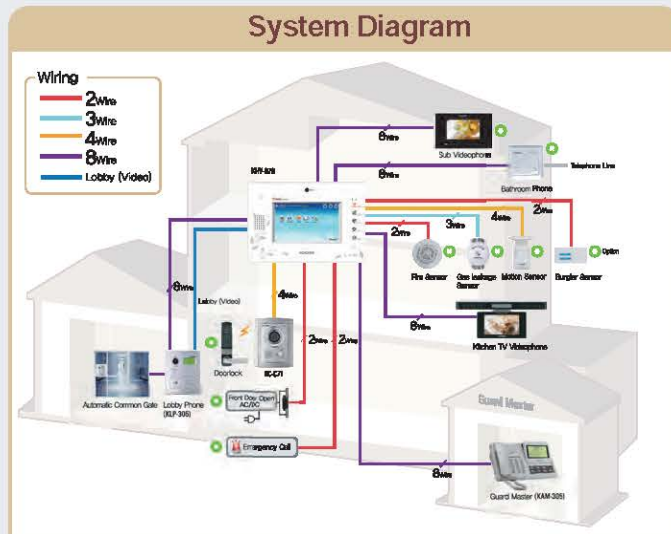 System Diagram
Wiring
2Wire
3Wire
4Wire
8Wire
Lobby (Video)
8Wire
Sub Videophone
8Wire
Telephone Line
Bathroom Phone
2Wire
4Wire
3Wire
2Wire
Fire Sensor
Gas leakage
Sensor
Motion Sensor
Burglar Sensor
Option
8Wire
Lobby (Video)
4Wire
2Wire
2Wire
8Wire
Kitchen TV Videophone
Doorlock
KC-C71
Automatic Common Gate
Lobby Phone
(KLP-305)
Front Door Open
AC/DC
Emergency Call
Guard Master
8Wire
Guard Master (KAM-305)